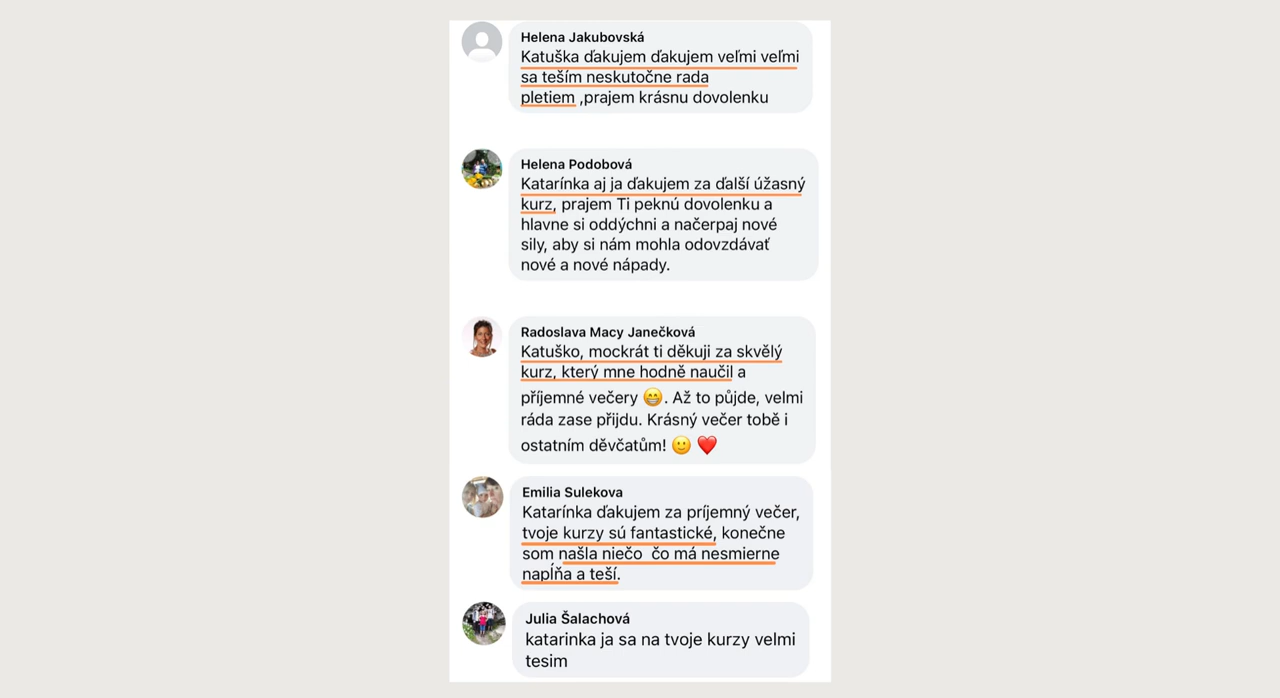 Helena Jakubovská
Katuška ďakujem ďakujem veľmi veľmi
sa teším neskutočne rada
pletiem ,prajem krásnu dovolenku
Helena Podobová
Katarínka aj ja ďakujem za ďalší úžasný
kurz, prajem Ti peknú dovolenku a
hlavne si oddýchni a načerpaj nové
sily, aby si nám mohla odovzdávať
nové a nové nápady.
Radoslava Macy Janečková
Katuško, mockrát ti děkuji za skvělý
kurz, který mne hodně naučil a
příjemné večery 😁. Až to půjde, velmi
ráda zase přijdu. Krásný večer tobě i
ostatním děvčatům! 🙂 ❤️
Emilia Sulekova
Katarínka ďakujem za príjemný večer,
tvoje kurzy sú fantastické, konečne
som našla niečo  čo má nesmierne
napĺňa a teší.
Julia Šalachová
katarinka ja sa na tvoje kurzy velmi
tesim